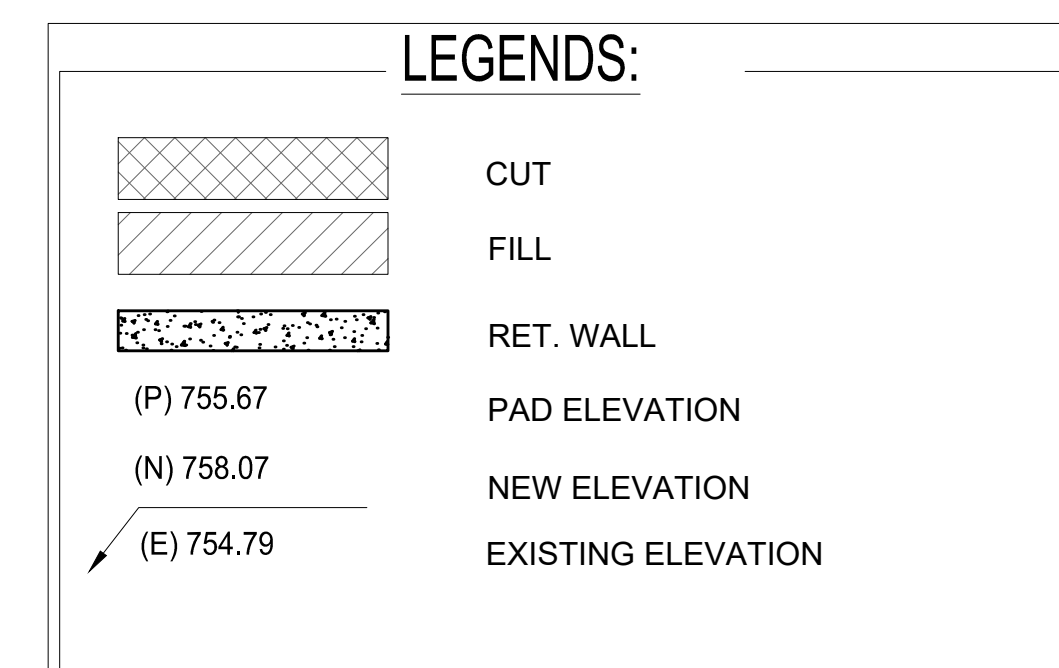 LEGENDS:
CUT
FILL
RET. WALL
(P) 755.67 PAD ELEVATION
(N) 758.07 NEW ELEVATION
(E) 754.79 EXISTING ELEVATION